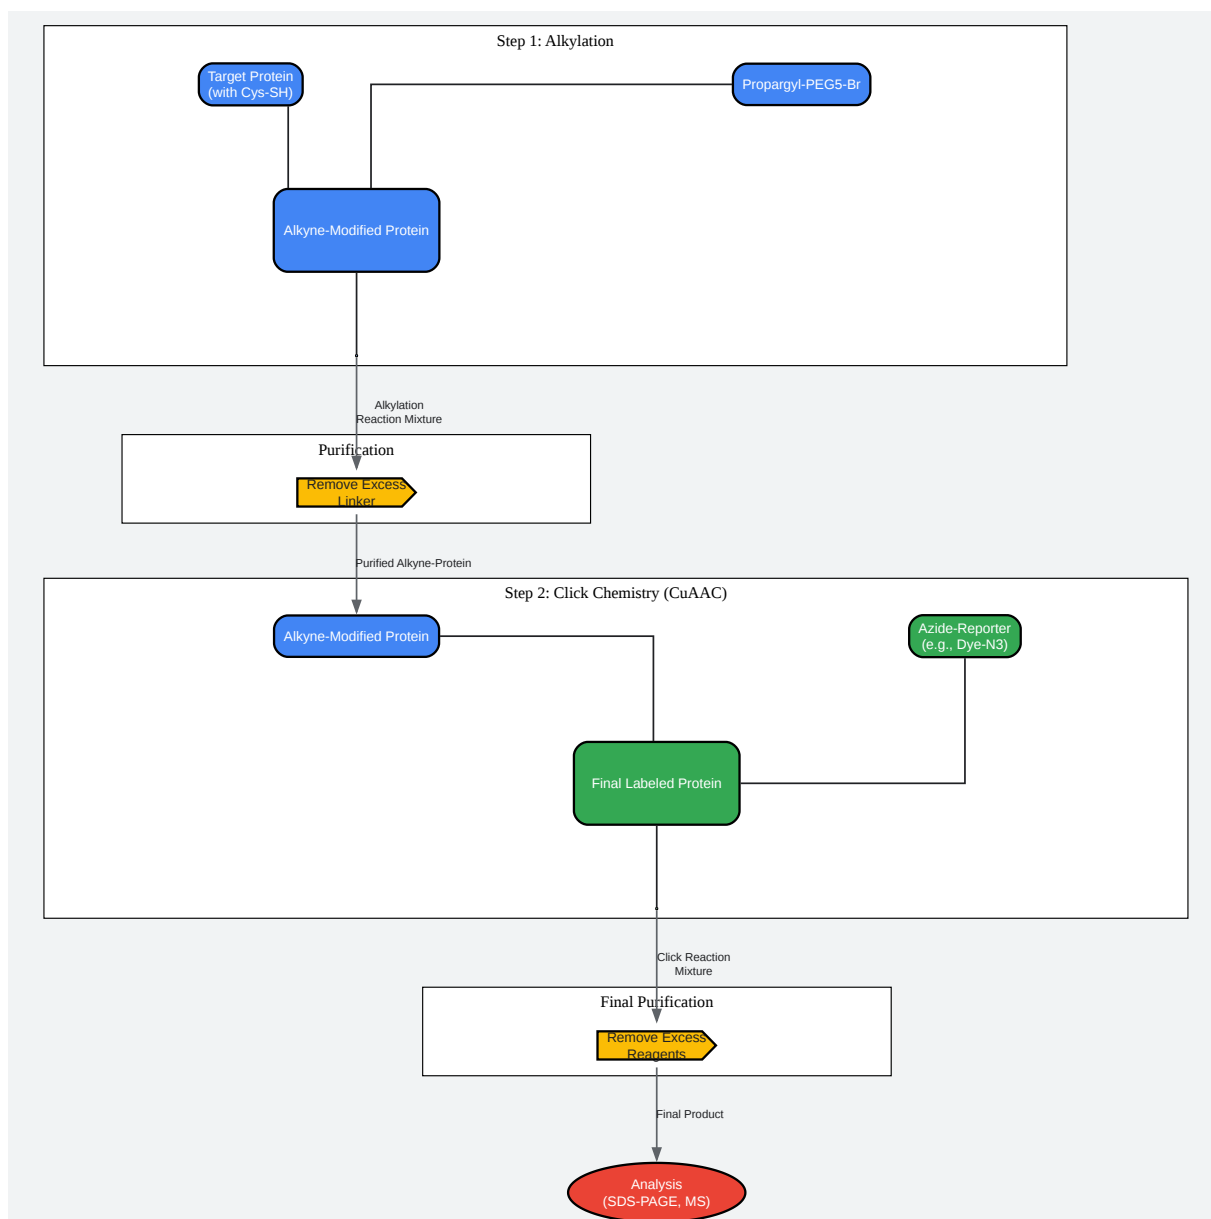 Step 1: Alkylation
Target Protein
(with Cys-SH)
Propargyl-PEG5-Br
Alkyne-Modified Protein
Alkylation
Reaction Mixture
Purification
Remove Excess
Linker
Purified Alkyne-Protein
Step 2: Click Chemistry (CuAAC)
Alkyne-Modified Protein
Azide-Reporter
(e.g., Dye-N3)
Final Labeled Protein
Click Reaction
Mixture
Final Purification
Remove Excess
Reagents
Final Product
Analysis
(SDS-PAGE, MS)